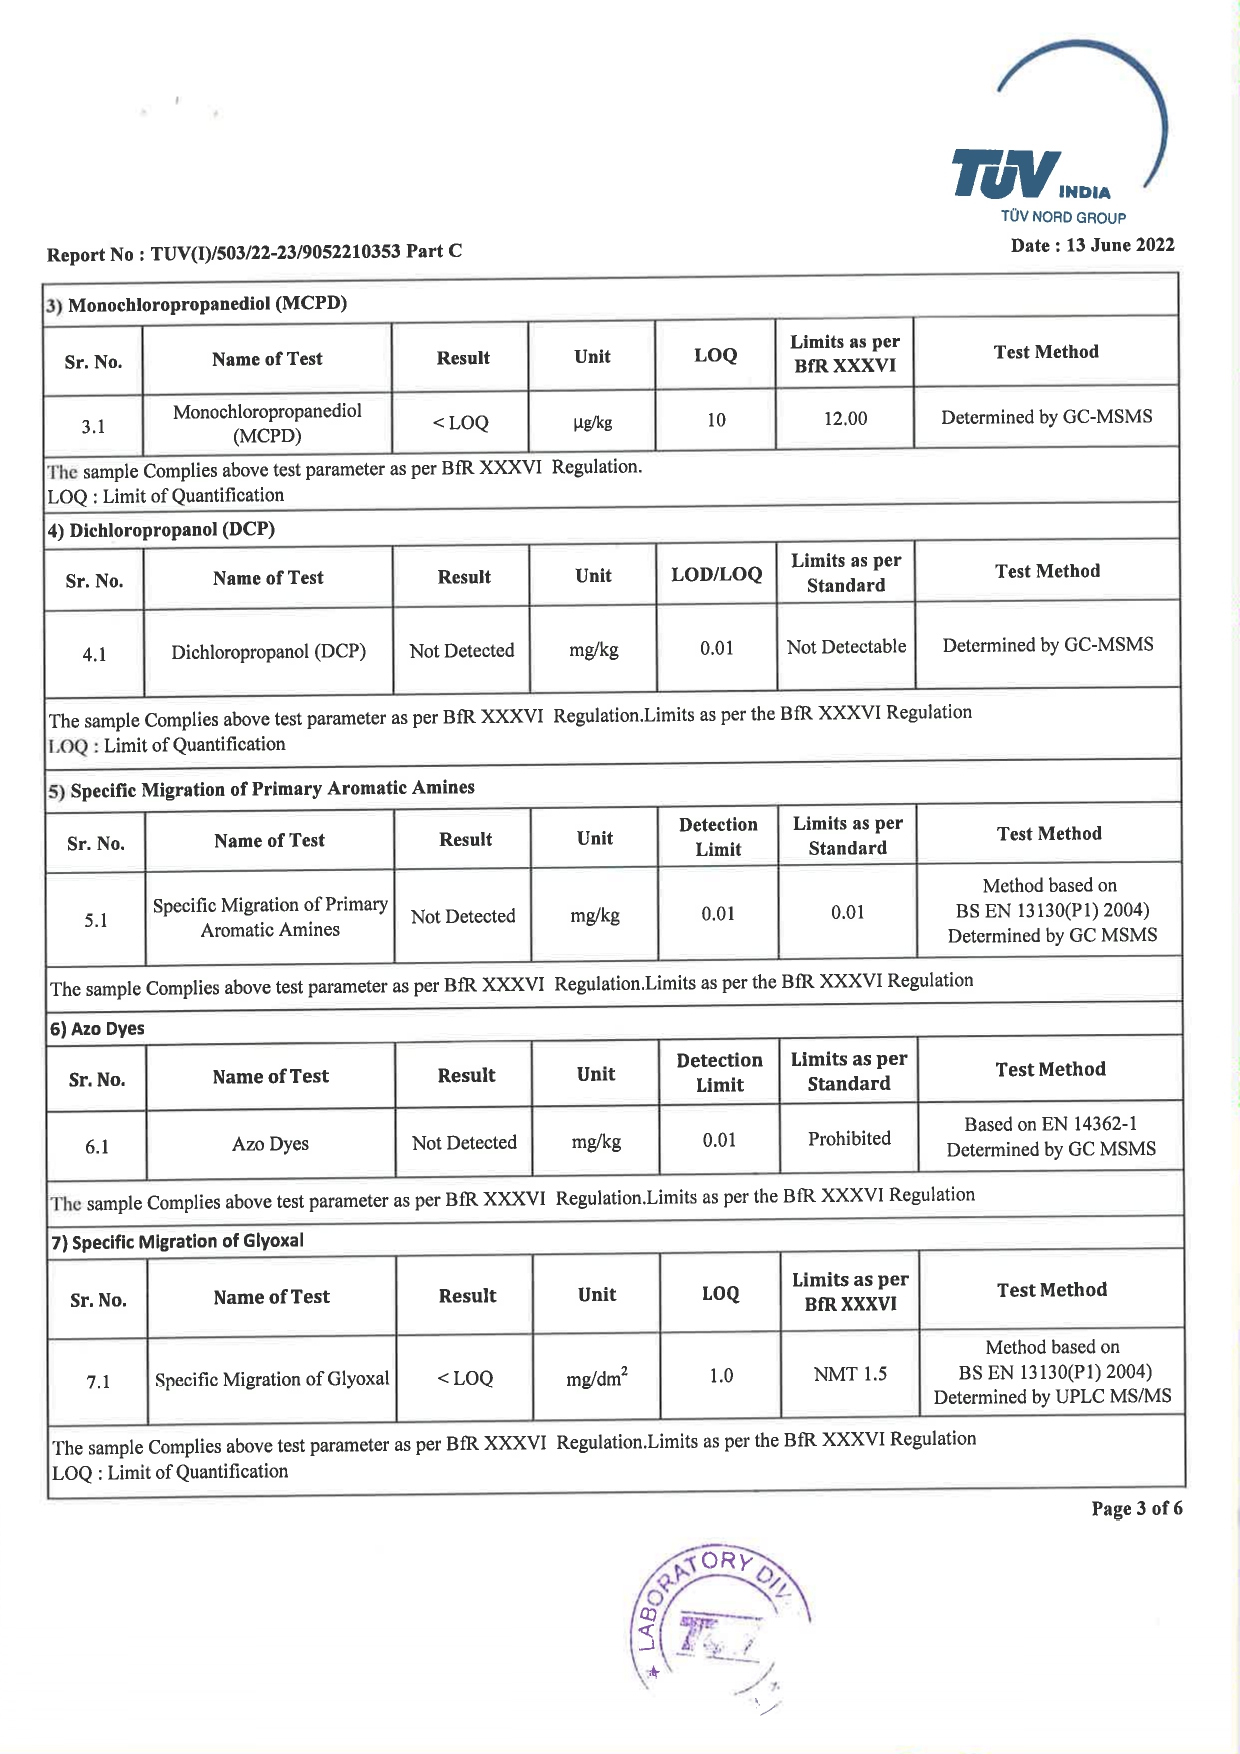 TÜV INDIA
TÜV NORD GROUP
Report No : TUV(I)/503/22-23/9052210353 Part C
Date : 13 June 2022
3) Monochloropropanediol (MCPD)
Sr. No. Name of Test Result Unit LOQ Limits as per BfR XXXVI Test Method
3.1 Monochloropropanediol (MCPD) < LOQ µg/kg 10 12.00 Determined by GC-MSMS
The sample Complies above test parameter as per BfR XXXVI Regulation.
LOQ : Limit of Quantification
4) Dichloropropanol (DCP)
Sr. No. Name of Test Result Unit LOD/LOQ Limits as per Standard Test Method
4.1 Dichloropropanol (DCP) Not Detected mg/kg 0.01 Not Detectable Determined by GC-MSMS
The sample Complies above test parameter as per BfR XXXVI Regulation.Limits as per the BfR XXXVI Regulation
LOQ : Limit of Quantification
5) Specific Migration of Primary Aromatic Amines
Sr. No. Name of Test Result Unit Detection Limit Limits as per Standard Test Method
5.1 Specific Migration of Primary Aromatic Amines Not Detected mg/kg 0.01 0.01 Method based on BS EN 13130(P1) 2004) Determined by GC MSMS
The sample Complies above test parameter as per BfR XXXVI Regulation.Limits as per the BfR XXXVI Regulation
6) Azo Dyes
Sr. No. Name of Test Result Unit Detection Limit Limits as per Standard Test Method
6.1 Azo Dyes Not Detected mg/kg 0.01 Prohibited Based on EN 14362-1 Determined by GC MSMS
The sample Complies above test parameter as per BfR XXXVI Regulation.Limits as per the BfR XXXVI Regulation
7) Specific Migration of Glyoxal
Sr. No. Name of Test Result Unit LOQ Limits as per BfR XXXVI Test Method
7.1 Specific Migration of Glyoxal < LOQ mg/dm² 1.0 NMT 1.5 Method based on BS EN 13130(P1) 2004) Determined by UPLC MS/MS
The sample Complies above test parameter as per BfR XXXVI Regulation.Limits as per the BfR XXXVI Regulation
LOQ : Limit of Quantification
Page 3 of 6
LABORATORY